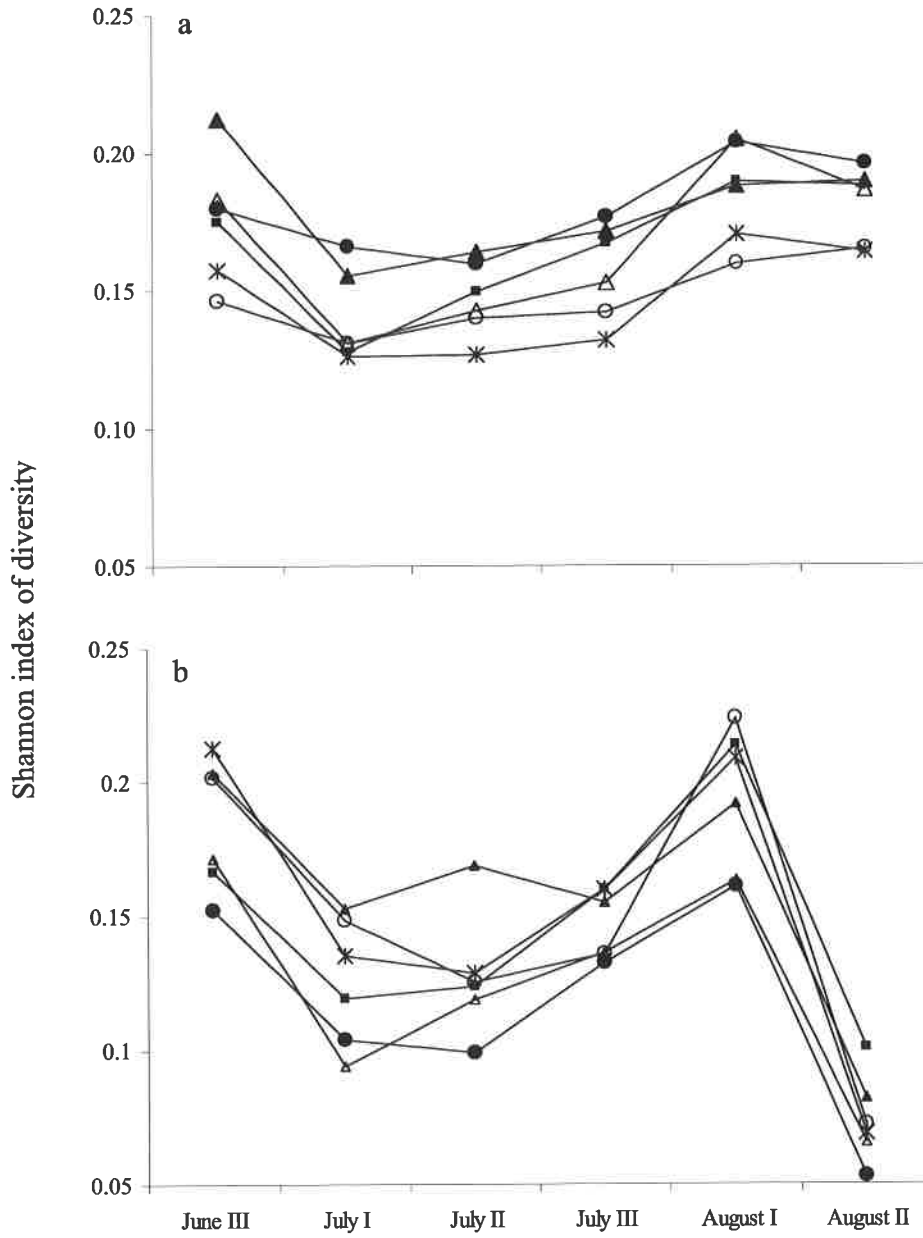 0.25
a
0.20
0.15
0.10
0.05
Shannon index of diversity
0.25
b
0.2
0.15
0.1
0.05
June III
July I
July II
July III
August I
August II